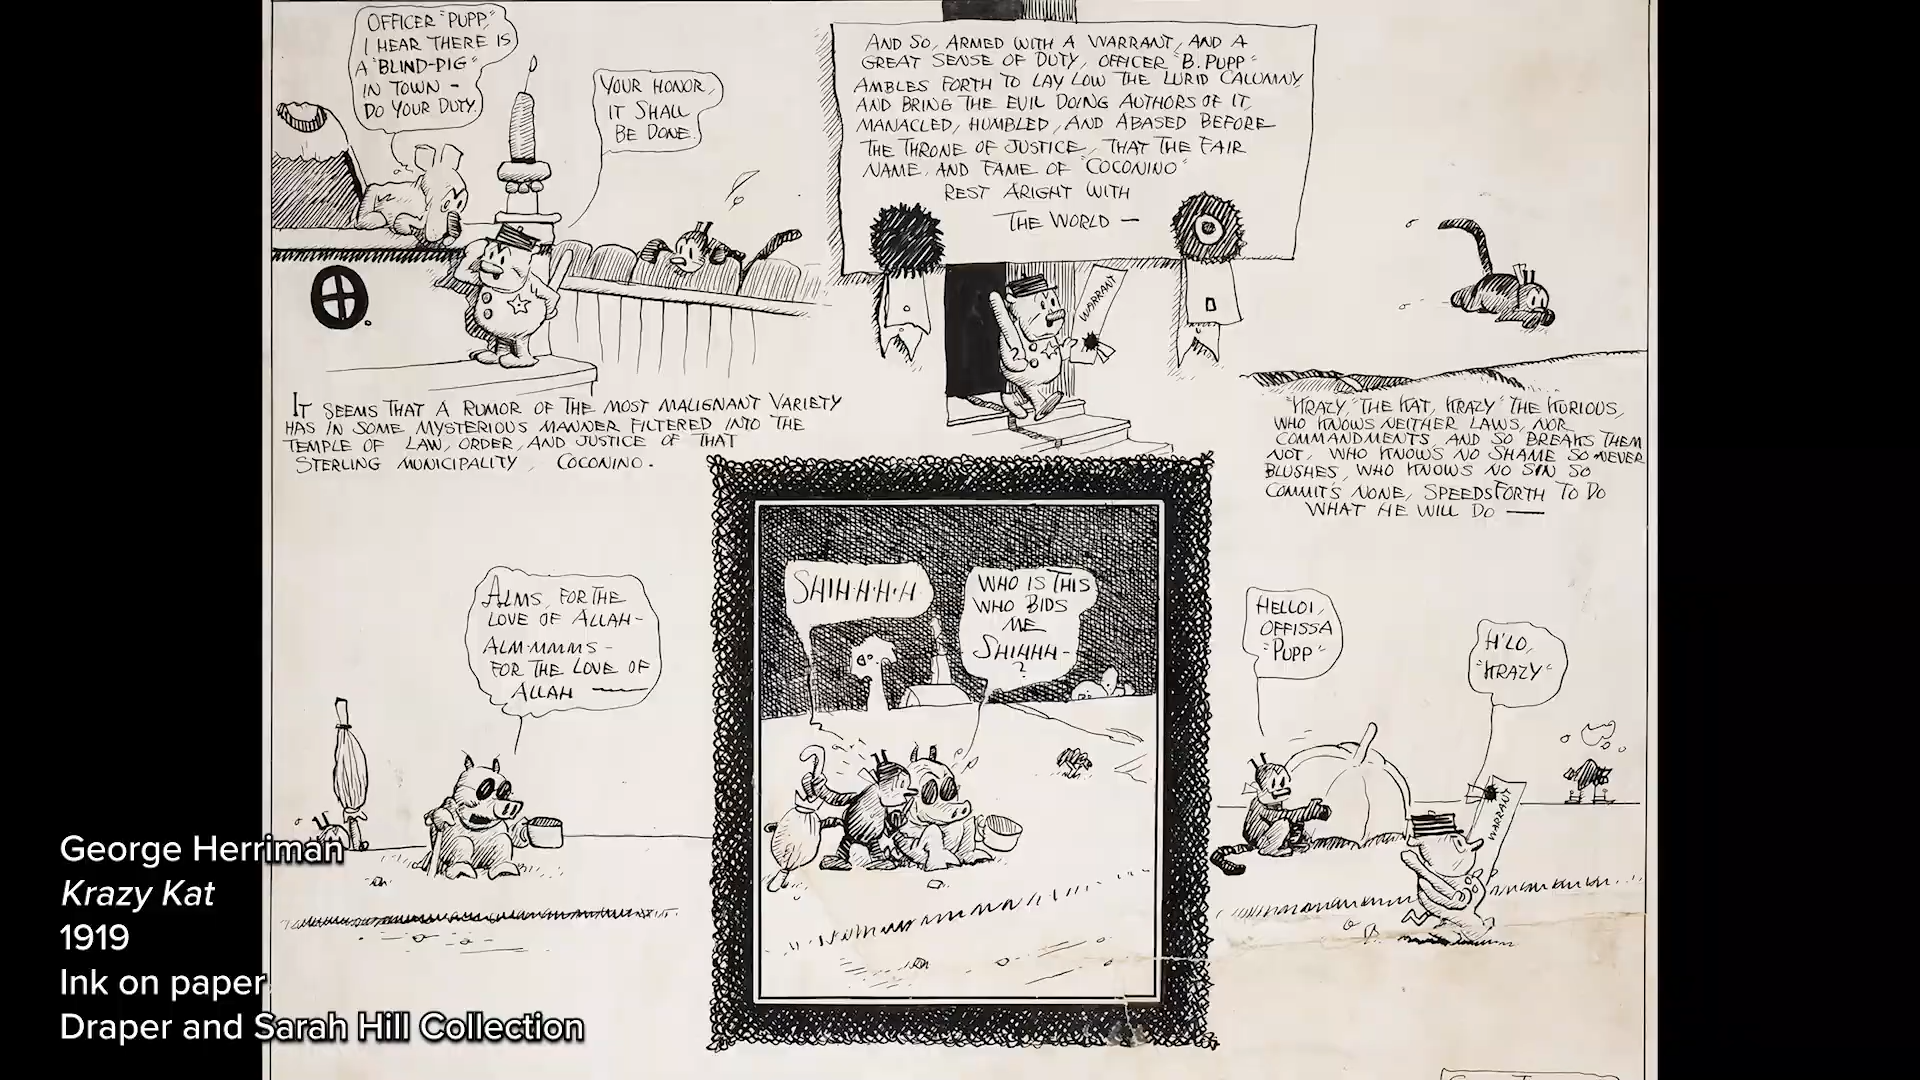 OFFICER "PUPP,"
I HEAR THERE IS
A "BLIND-PIG"
IN TOWN -
DO YOUR DUTY.
YOUR HONOR,
IT SHALL
BE DONE.
IT SEEMS THAT A RUMOR OF THE MOST MALIGNANT VARIETY
HAS IN SOME MYSTERIOUS MANNER FILTERED INTO THE
TEMPLE OF LAW, ORDER, AND JUSTICE OF THAT
STERLING MUNICIPALITY, COCONINO.
AND SO, ARMED WITH A WARRANT, AND A
GREAT SENSE OF DUTY, OFFICER "B. PUPP"
AMBLES FORTH TO LAY LOW THE LURID CALUMNY,
AND BRING THE EVIL DOING AUTHORS OF IT,
MANACLED, HUMBLED, AND ABASED BEFORE
THE THRONE OF JUSTICE, THAT THE FAIR
NAME, AND FAME OF "COCONINO"
REST ARIGHT WITH
THE WORLD —
WARRANT
"KRAZY," THE KAT, "KRAZY" THE KURIOUS,
WHO KNOWS NEITHER LAWS, NOR
COMMANDMENTS, AND SO BREAKS THEM
NOT, WHO KNOWS NO SHAME SO NEVER
BLUSHES, WHO KNOWS NO SIN SO
COMMITS NONE, SPEEDS FORTH TO DO
WHAT HE WILL DO —
ALMS, FOR THE
LOVE OF ALLAH-
ALM-MMMS -
FOR THE LOVE OF
ALLAH —
SHIH-H-H-H
WHO IS THIS
WHO BIDS
ME
SHIHHH-
?
HELLOI,
OFFISSA
"PUPP"
H'LO,
"KRAZY"
WARRANT
George Herriman
Krazy Kat
1919
Ink on paper
Draper and Sarah Hill Collection